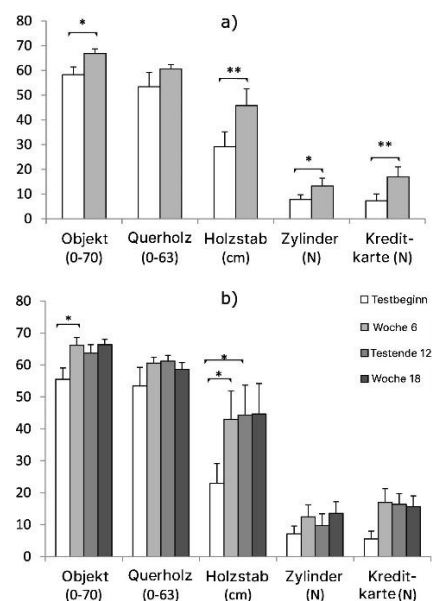 a)
80
70
60
50
40
30
20
10
0
*
**
*
**
Objekt
(0-70)
Querholz
(0-63)
Holzstab
(cm)
Zylinder
(N)
Kredit-
karte (N)
b)
80
70
60
50
40
30
20
10
0
*
*
*
Testbeginn
Woche 6
Testende 12
Woche 18
Objekt
(0-70)
Querholz
(0-63)
Holzstab
(cm)
Zylinder
(N)
Kredit-
karte (N)